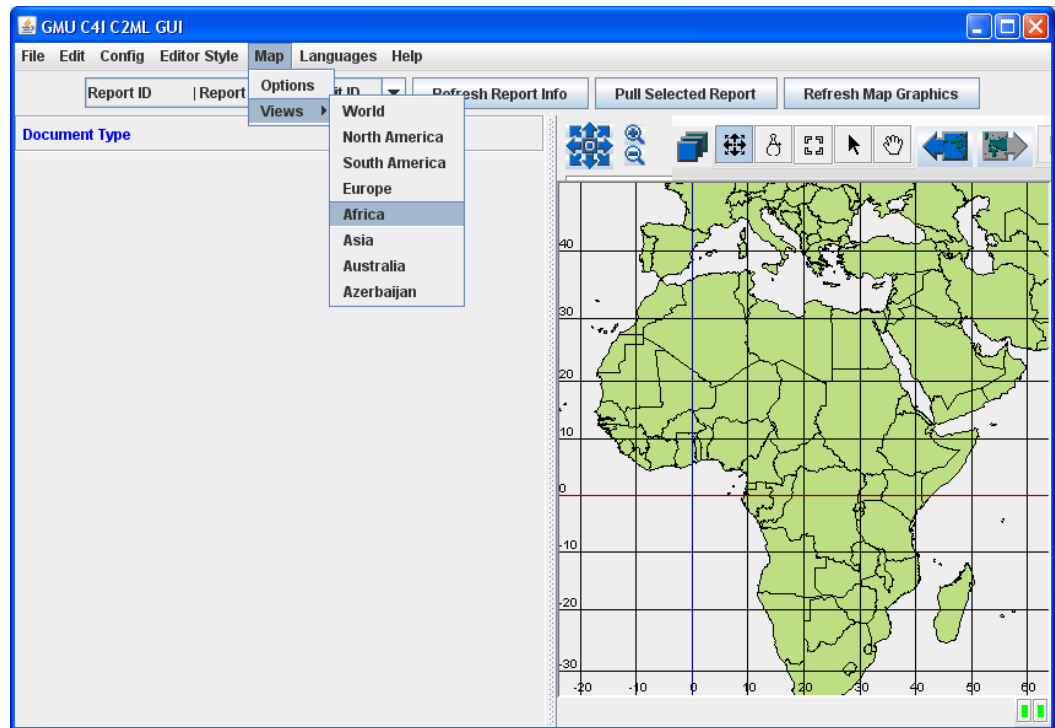 GMU C4I C2ML GUI
File Edit Config Editor Style Map Languages Help
Report ID | Report it ID Refresh Report Info Pull Selected Report Refresh Map Graphics
Options
Views
World
North America
South America
Europe
Africa
Asia
Australia
Azerbaijan
Document Type
40
30
20
10
0
-10
-20
-30
-20 -10 0 10 20 30 40 50 60